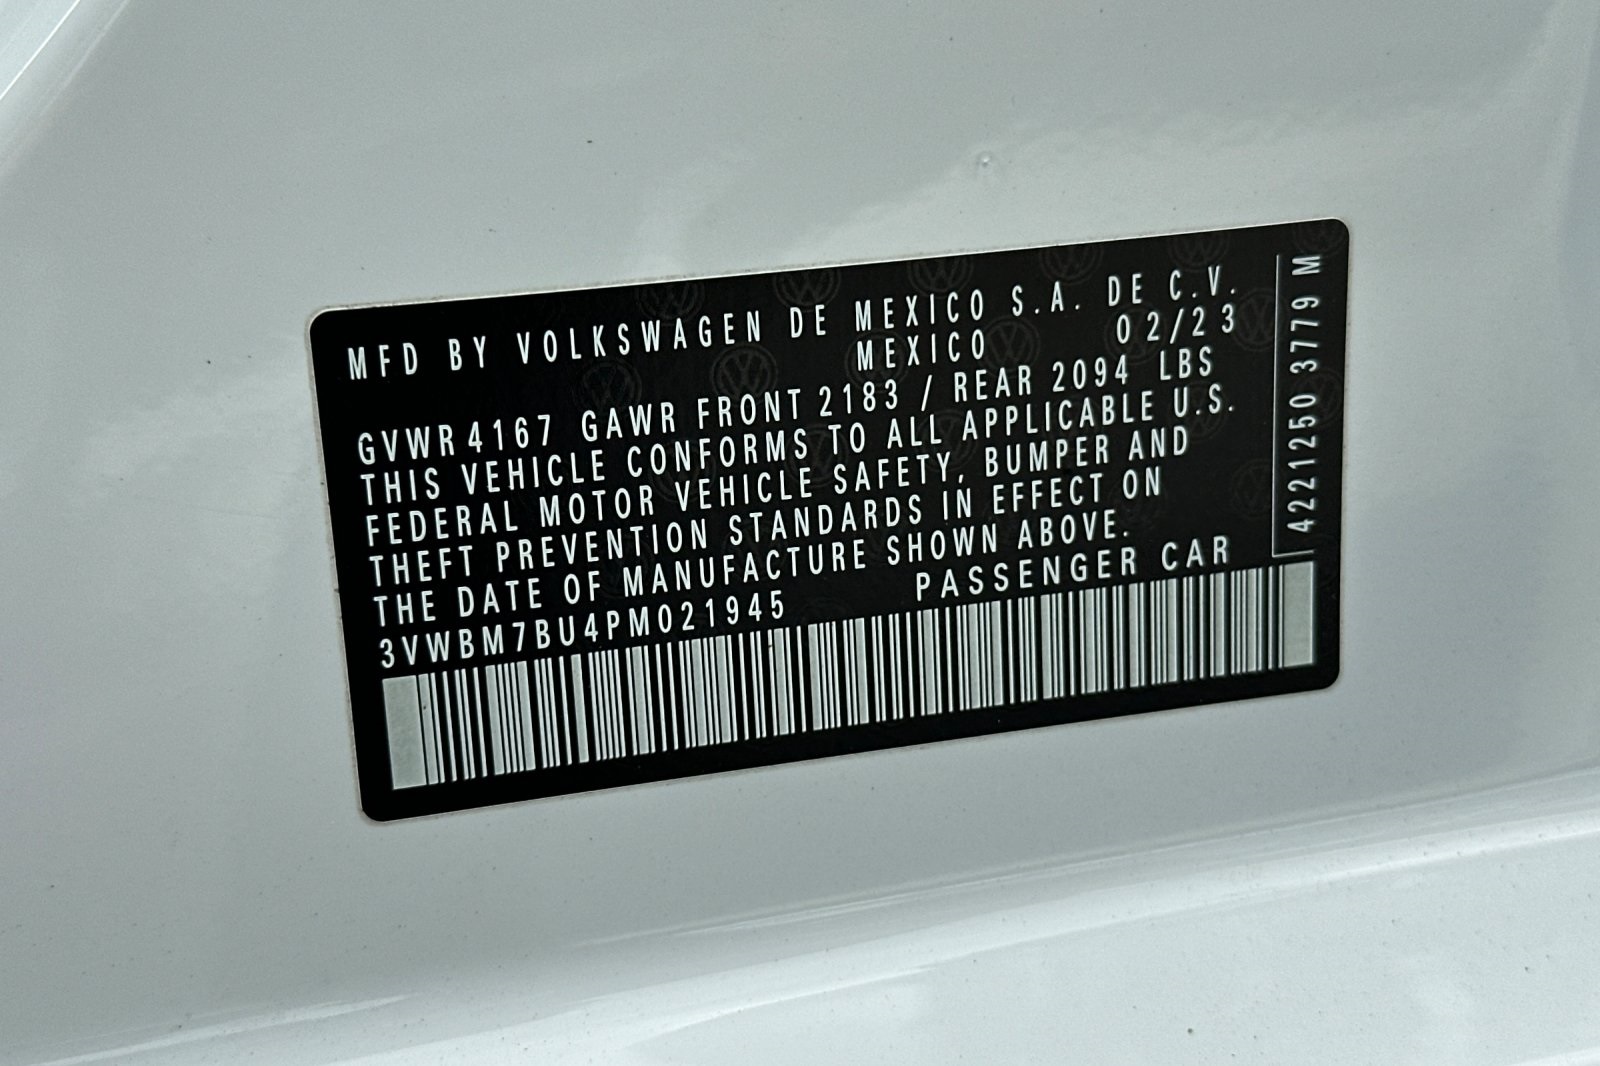 MFD BY VOLKSWAGEN DE MEXICO S.A. DE C.V.
MEXICO 02/23
GVWR 4167 GAWR FRONT 2183 / REAR 2094 LBS
THIS VEHICLE CONFORMS TO ALL APPLICABLE U.S.
FEDERAL MOTOR VEHICLE SAFETY, BUMPER AND
THEFT PREVENTION STANDARDS IN EFFECT ON
THE DATE OF MANUFACTURE SHOWN ABOVE.
3VWBM7BU4PM021945 PASSENGER CAR
4221250 3779 M